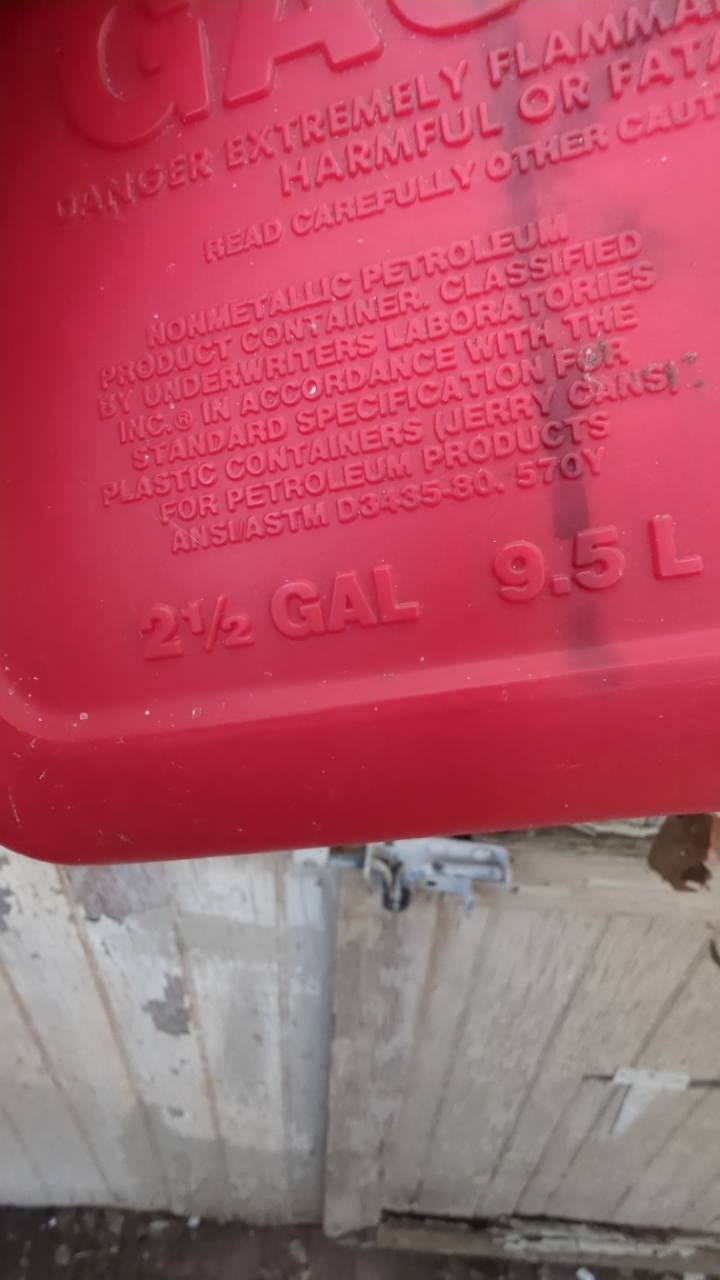 DANGER EXTREMELY FLAMMA
HARMFUL OR FATA
READ CAREFULLY OTHER CAUT
NONMETALLIC PETROLEUM
PRODUCT CONTAINER. CLASSIFIED
BY UNDERWRITERS LABORATORIES
INC.® IN ACCORDANCE WITH THE
STANDARD SPECIFICATION FOR
PLASTIC CONTAINERS (JERRY CANS)
FOR PETROLEUM PRODUCTS
ANSI/ASTM D3435-80. 570Y
2½ GAL 9.5 L